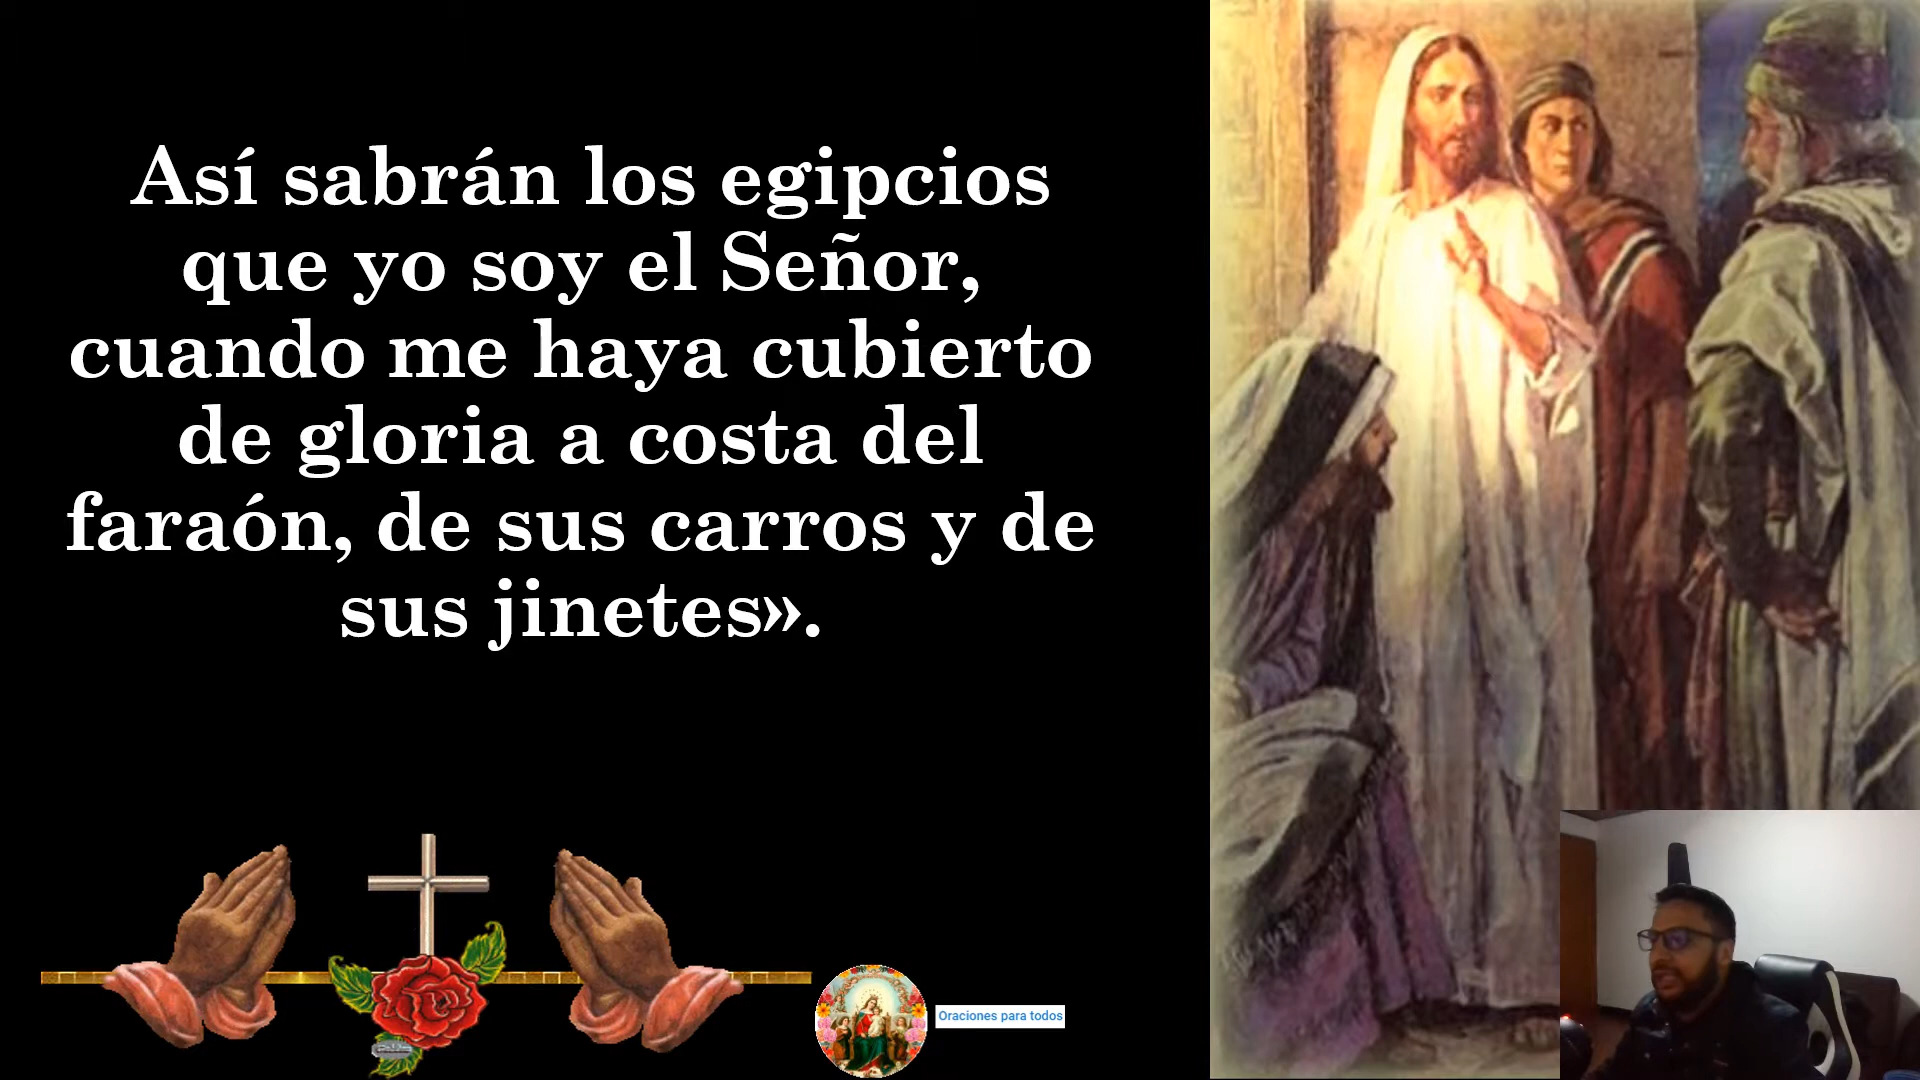 Así sabrán los egipcios
que yo soy el Señor,
cuando me haya cubierto
de gloria a costa del
faraón, de sus carros y de
sus jinetes».
Oraciones para todos